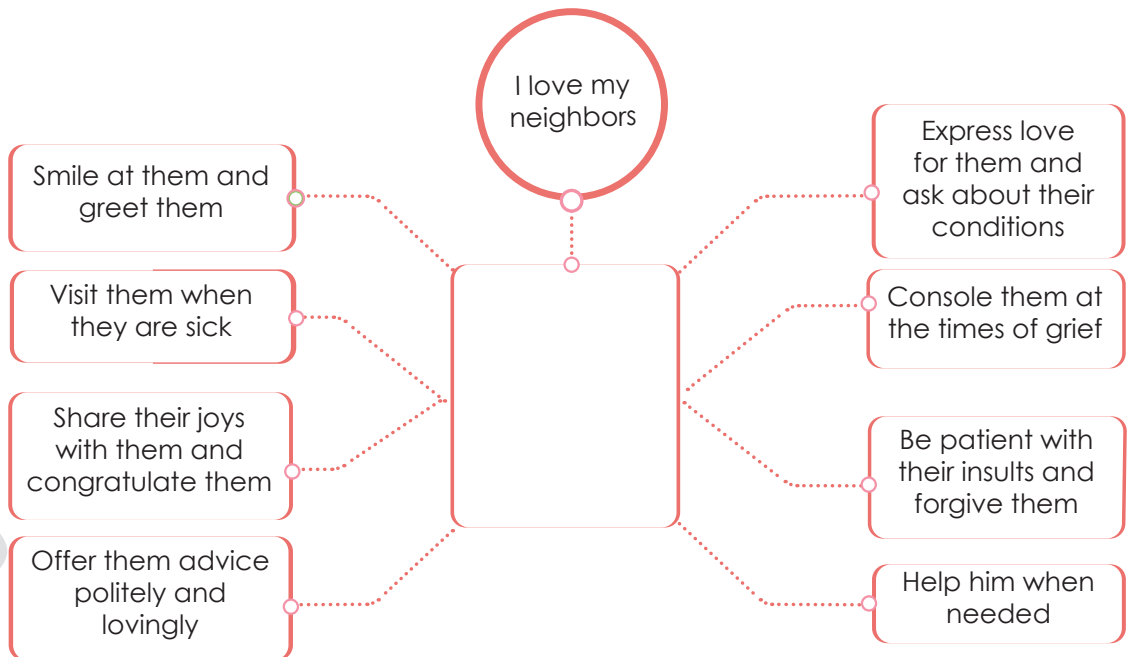 I love my
neighbors
Smile at them and
greet them
Visit them when
they are sick
Share their joys
with them and
congratulate them
Offer them advice
politely and
lovingly
Express love
for them and
ask about their
conditions
Console them at
the times of grief
Be patient with
their insults and
forgive them
Help him when
needed